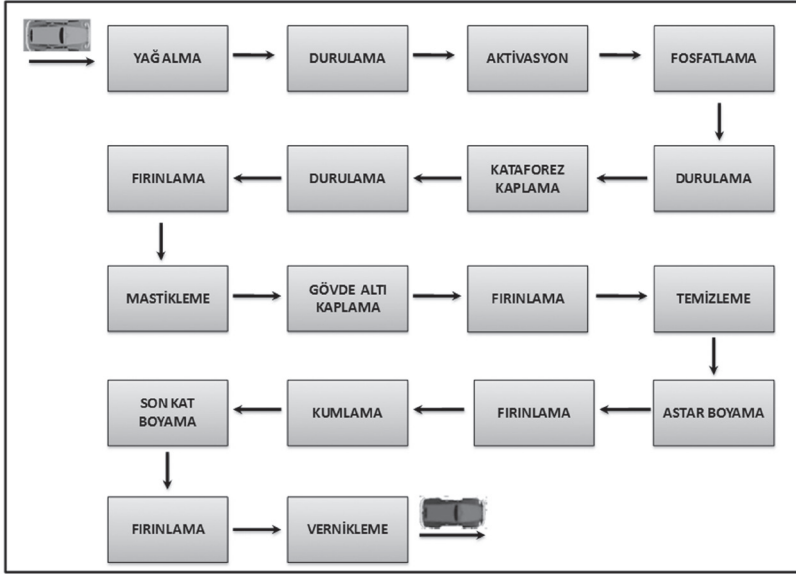 YAĞ ALMA
DURULAMA
AKTİVASYON
FOSFATLAMA
DURULAMA
KATAFOREZ
KAPLAMA
DURULAMA
FIRINLAMA
MASTİKLEME
GÖVDE ALTI
KAPLAMA
FIRINLAMA
TEMİZLEME
ASTAR BOYAMA
FIRINLAMA
KUMLAMA
SON KAT
BOYAMA
FIRINLAMA
VERNİKLEME